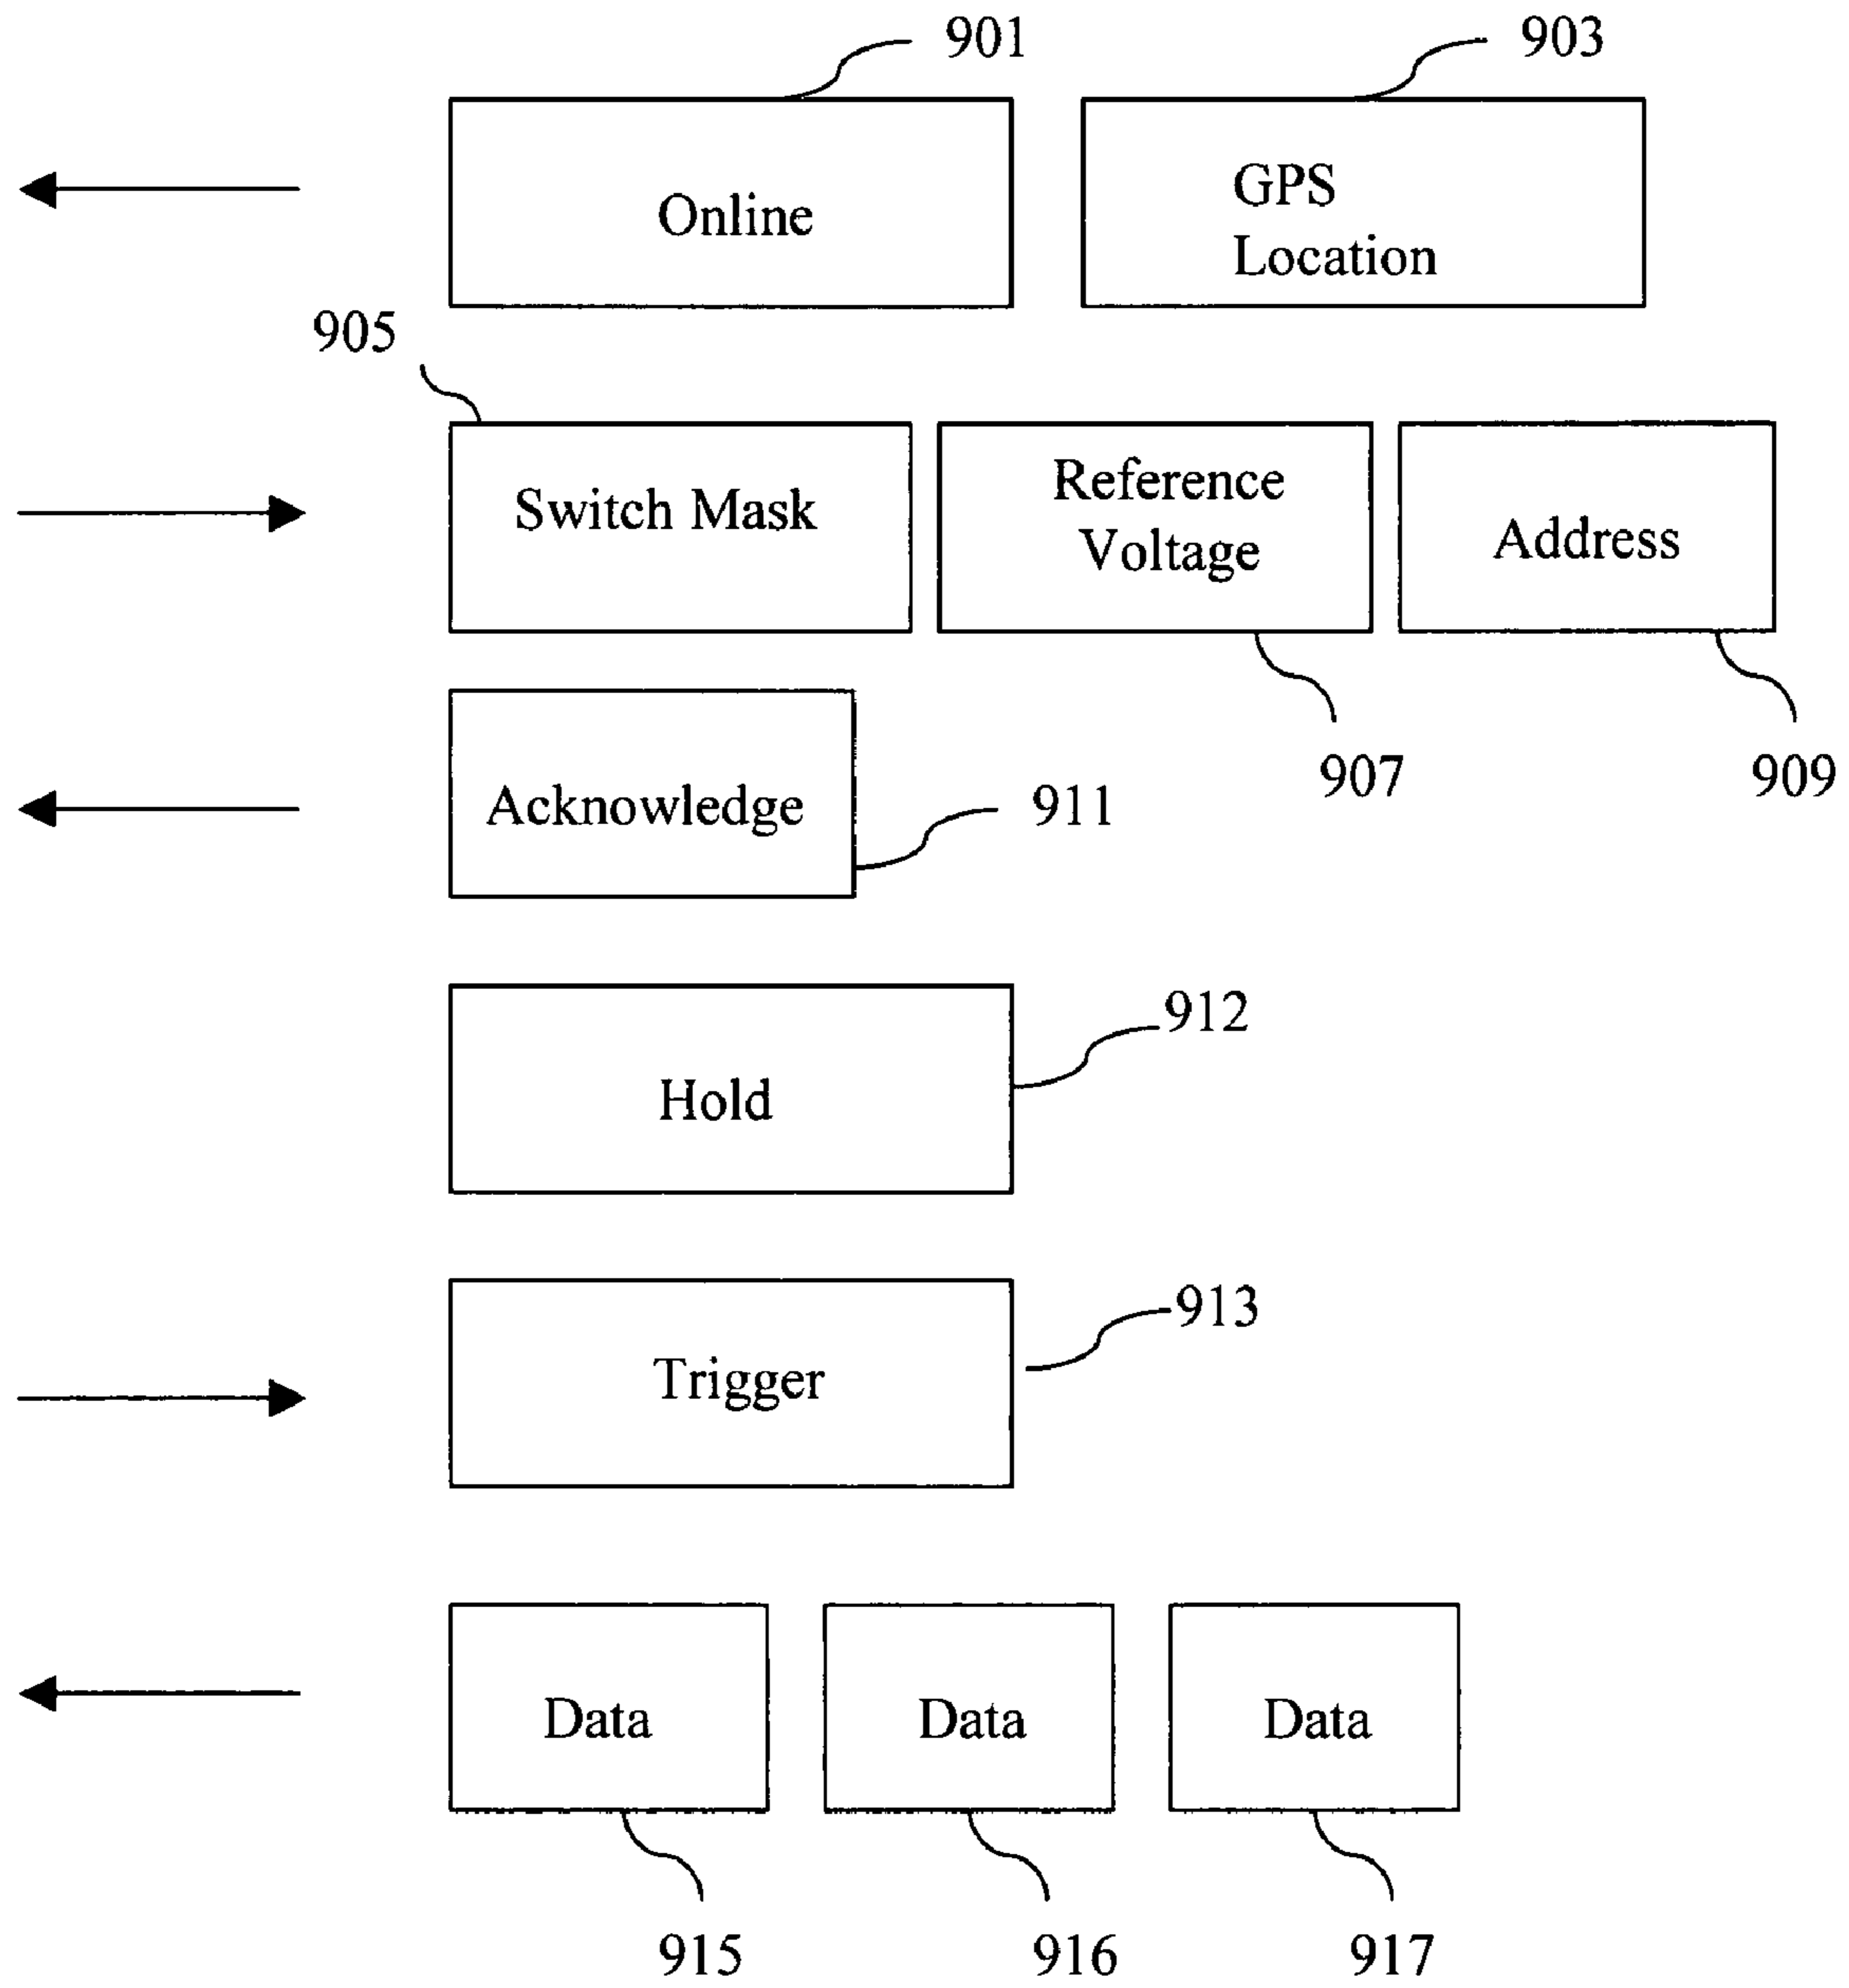 901
903
Online
GPS
Location
905
Switch Mask
Reference
Voltage
Address
907
909
Acknowledge
911
912
Hold
913
Trigger
Data
Data
Data
915
916
917